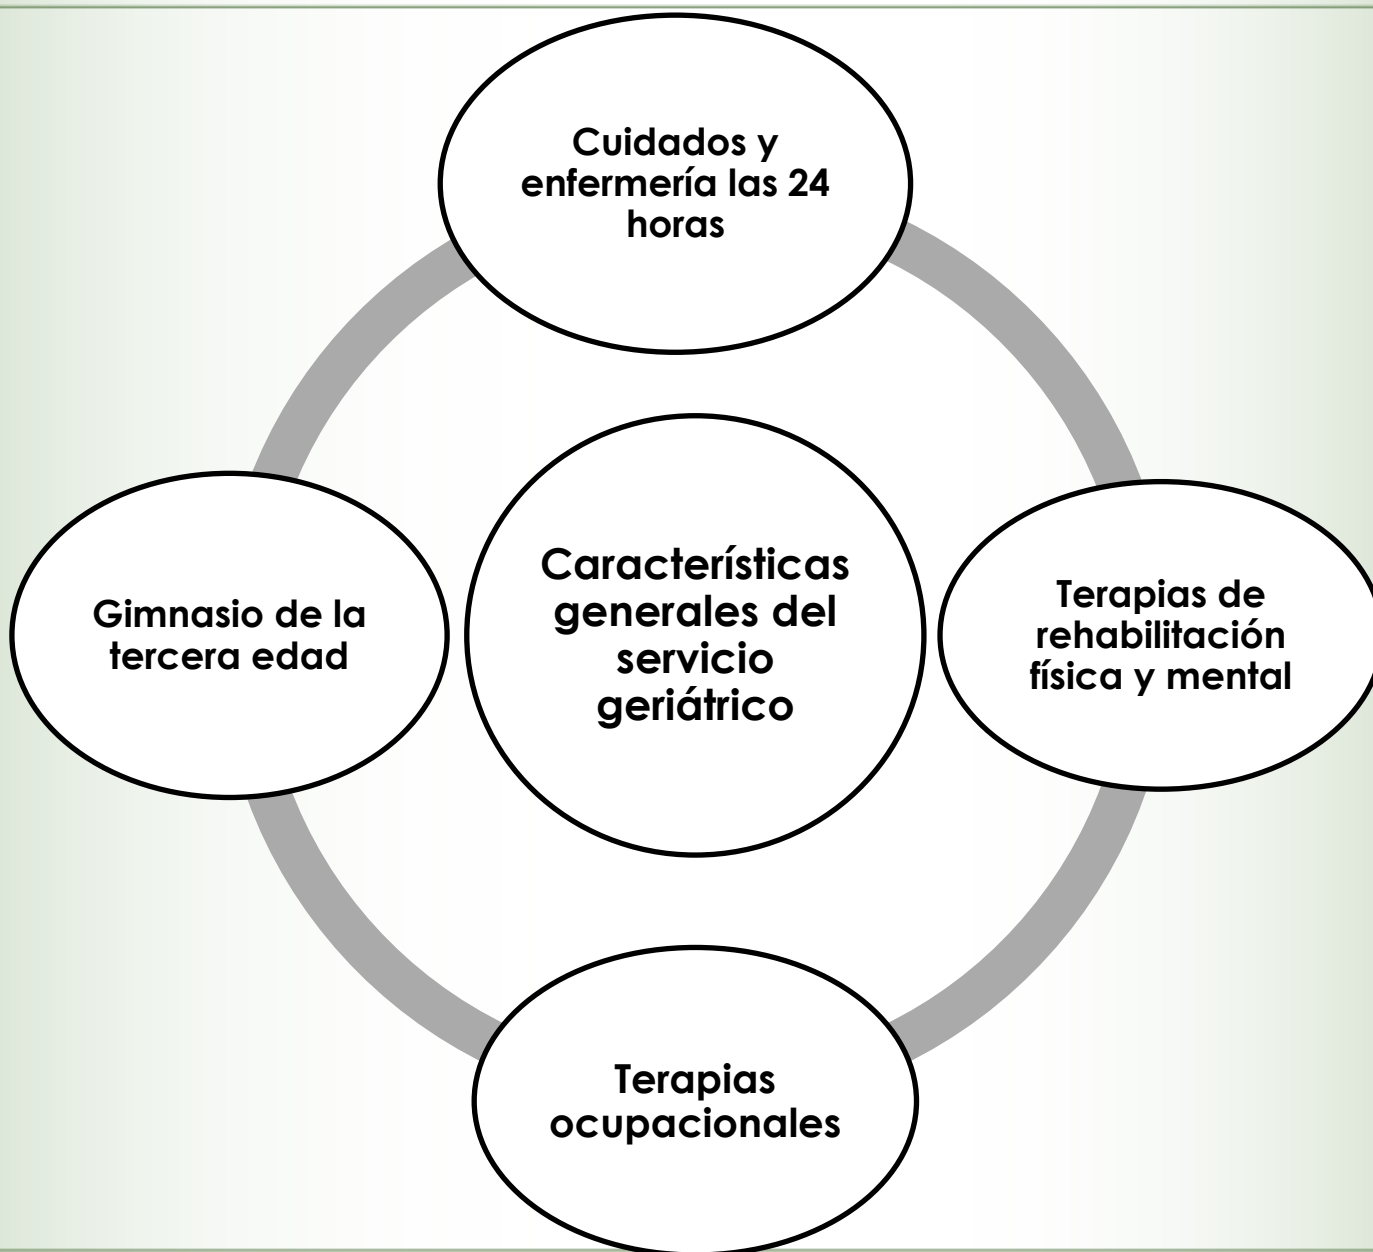 Cuidados y
enfermería las 24
horas
Gimnasio de la
tercera edad
Características
generales del
servicio
geriátrico
Terapias de
rehabilitación
física y mental
Terapias
ocupacionales